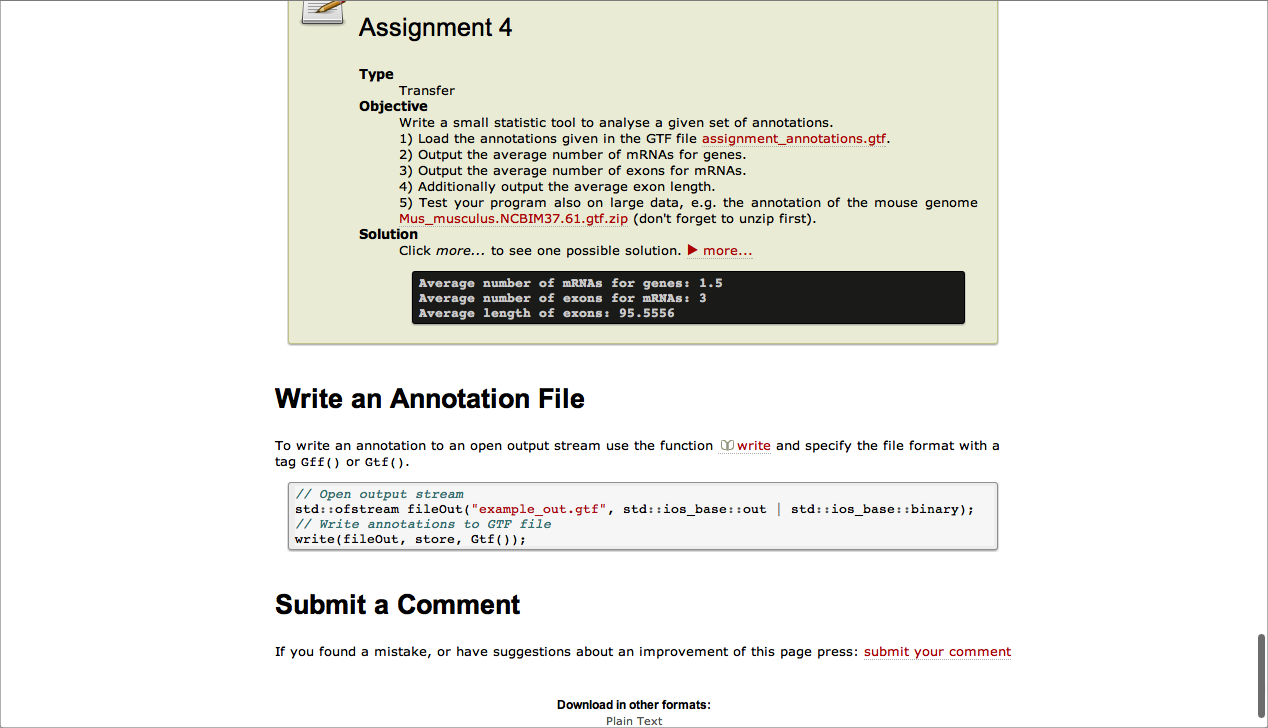 Assignment 4
Type
Transfer
Objective
Write a small statistic tool to analyse a given set of annotations.
1) Load the annotations given in the GTF file assignment_annotations.gtf.
2) Output the average number of mRNAs for genes.
3) Output the average number of exons for mRNAs.
4) Additionally output the average exon length.
5) Test your program also on large data, e.g. the annotation of the mouse genome
Mus_musculus.NCBIM37.61.gtf.zip (don't forget to unzip first).
Solution
Click more... to see one possible solution. ▶ more...
Average number of mRNAs for genes: 1.5
Average number of exons for mRNAs: 3
Average length of exons: 95.5556
Write an Annotation File
To write an annotation to an open output stream use the function write and specify the file format with a
tag Gff() or Gtf().
// Open output stream
std::ofstream fileOut("example_out.gtf", std::ios_base::out | std::ios_base::binary);
// Write annotations to GTF file
write(fileOut, store, Gtf());
Submit a Comment
If you found a mistake, or have suggestions about an improvement of this page press: submit your comment
Download in other formats:
Plain Text